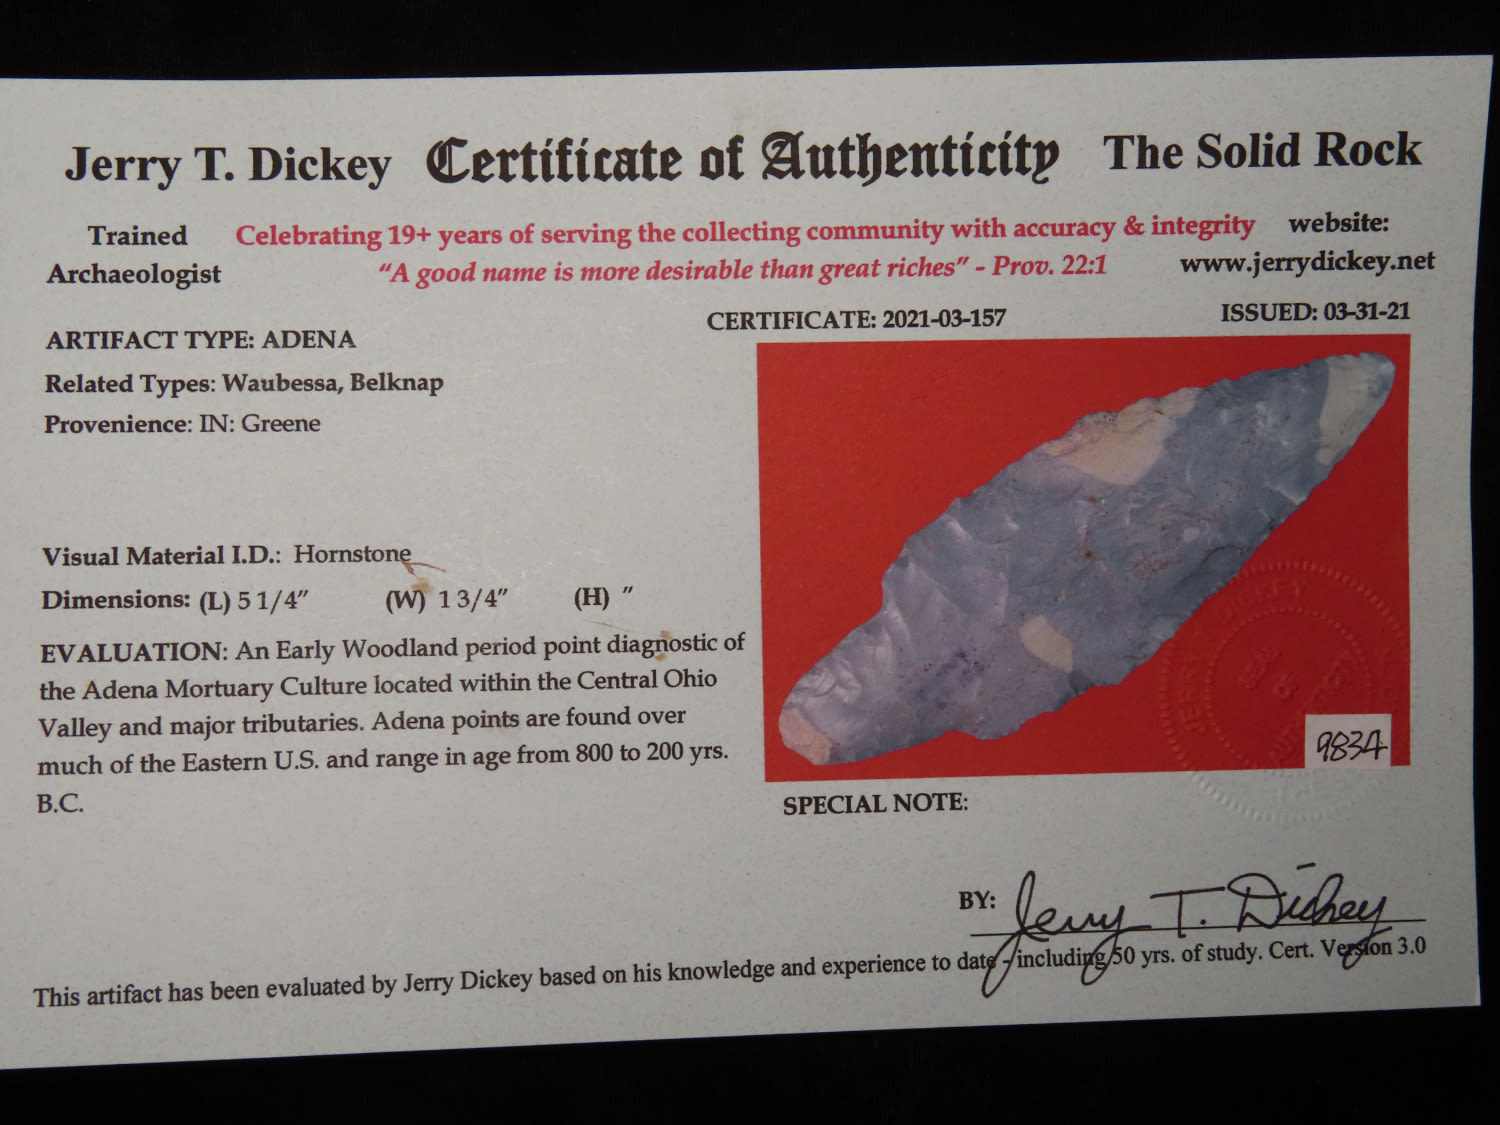 Jerry T. Dickey Certificate of Authenticity The Solid Rock
Trained Archaeologist
Celebrating 19+ years of serving the collecting community with accuracy & integrity
"A good name is more desirable than great riches" - Prov. 22:1
website:
www.jerrydickey.net
ARTIFACT TYPE: ADENA
CERTIFICATE: 2021-03-157
ISSUED: 03-31-21
Related Types: Waubessa, Belknap
Provenience: IN: Greene
Visual Material I.D.: Hornstone
Dimensions: (L) 5 1/4" (W) 1 3/4" (H) "
EVALUATION: An Early Woodland period point diagnostic of
the Adena Mortuary Culture located within the Central Ohio
Valley and major tributaries. Adena points are found over
much of the Eastern U.S. and range in age from 800 to 200 yrs.
B.C.
9834
SPECIAL NOTE:
BY: Jerry T. Dickey
This artifact has been evaluated by Jerry Dickey based on his knowledge and experience to date - including 50 yrs. of study. Cert. Version 3.0